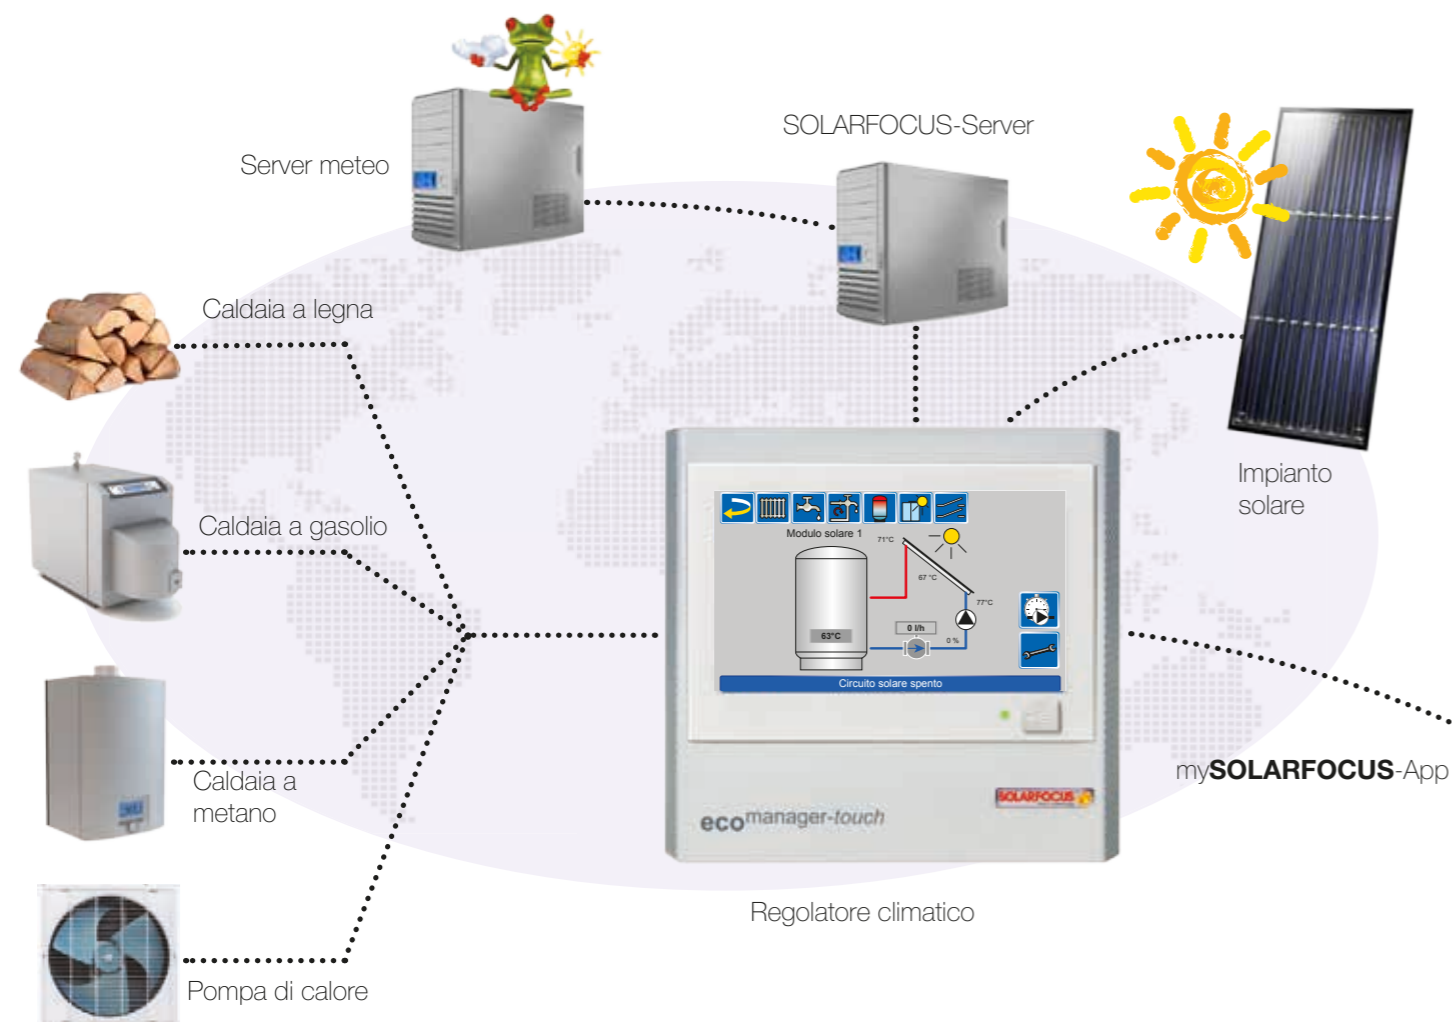 SOLARFOCUS-Server
Server meteo
Caldaia a legna
Caldaia a gasolio
Caldaia a
metano
Pompa di calore
Impianto
solare
Modulo solare 1
71°C
67 °C
77°C
63°C
0 l/h
0 %
Circuito solare spento
SOLARFOCUS
ecomanager-touch
mySOLARFOCUS-App
Regolatore climatico